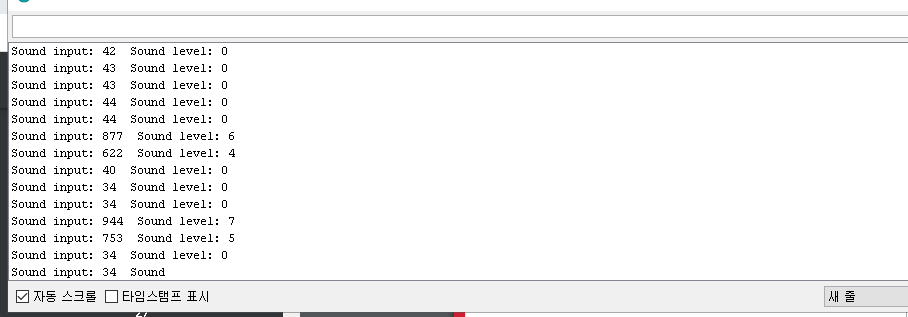 Sound input: 42  Sound level: 0
Sound input: 43  Sound level: 0
Sound input: 43  Sound level: 0
Sound input: 44  Sound level: 0
Sound input: 44  Sound level: 0
Sound input: 877  Sound level: 6
Sound input: 622  Sound level: 4
Sound input: 40  Sound level: 0
Sound input: 34  Sound level: 0
Sound input: 34  Sound level: 0
Sound input: 944  Sound level: 7
Sound input: 753  Sound level: 5
Sound input: 34  Sound level: 0
Sound input: 34  Sound
자동 스크롤 타임스탬프 표시 새 줄